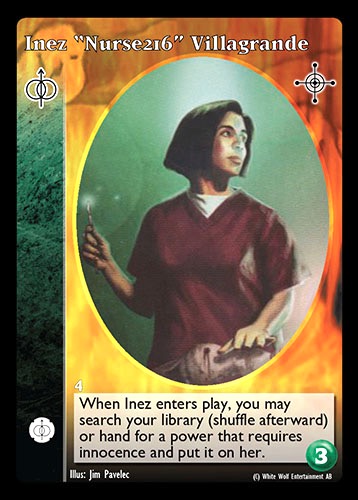 Inez "Nurse216" Villagrande
4
When Inez enters play, you may
search your library (shuffle afterward)
or hand for a power that requires
innocence and put it on her.
3
Illus: Jim Pavelec
(C) White Wolf Entertainment AB